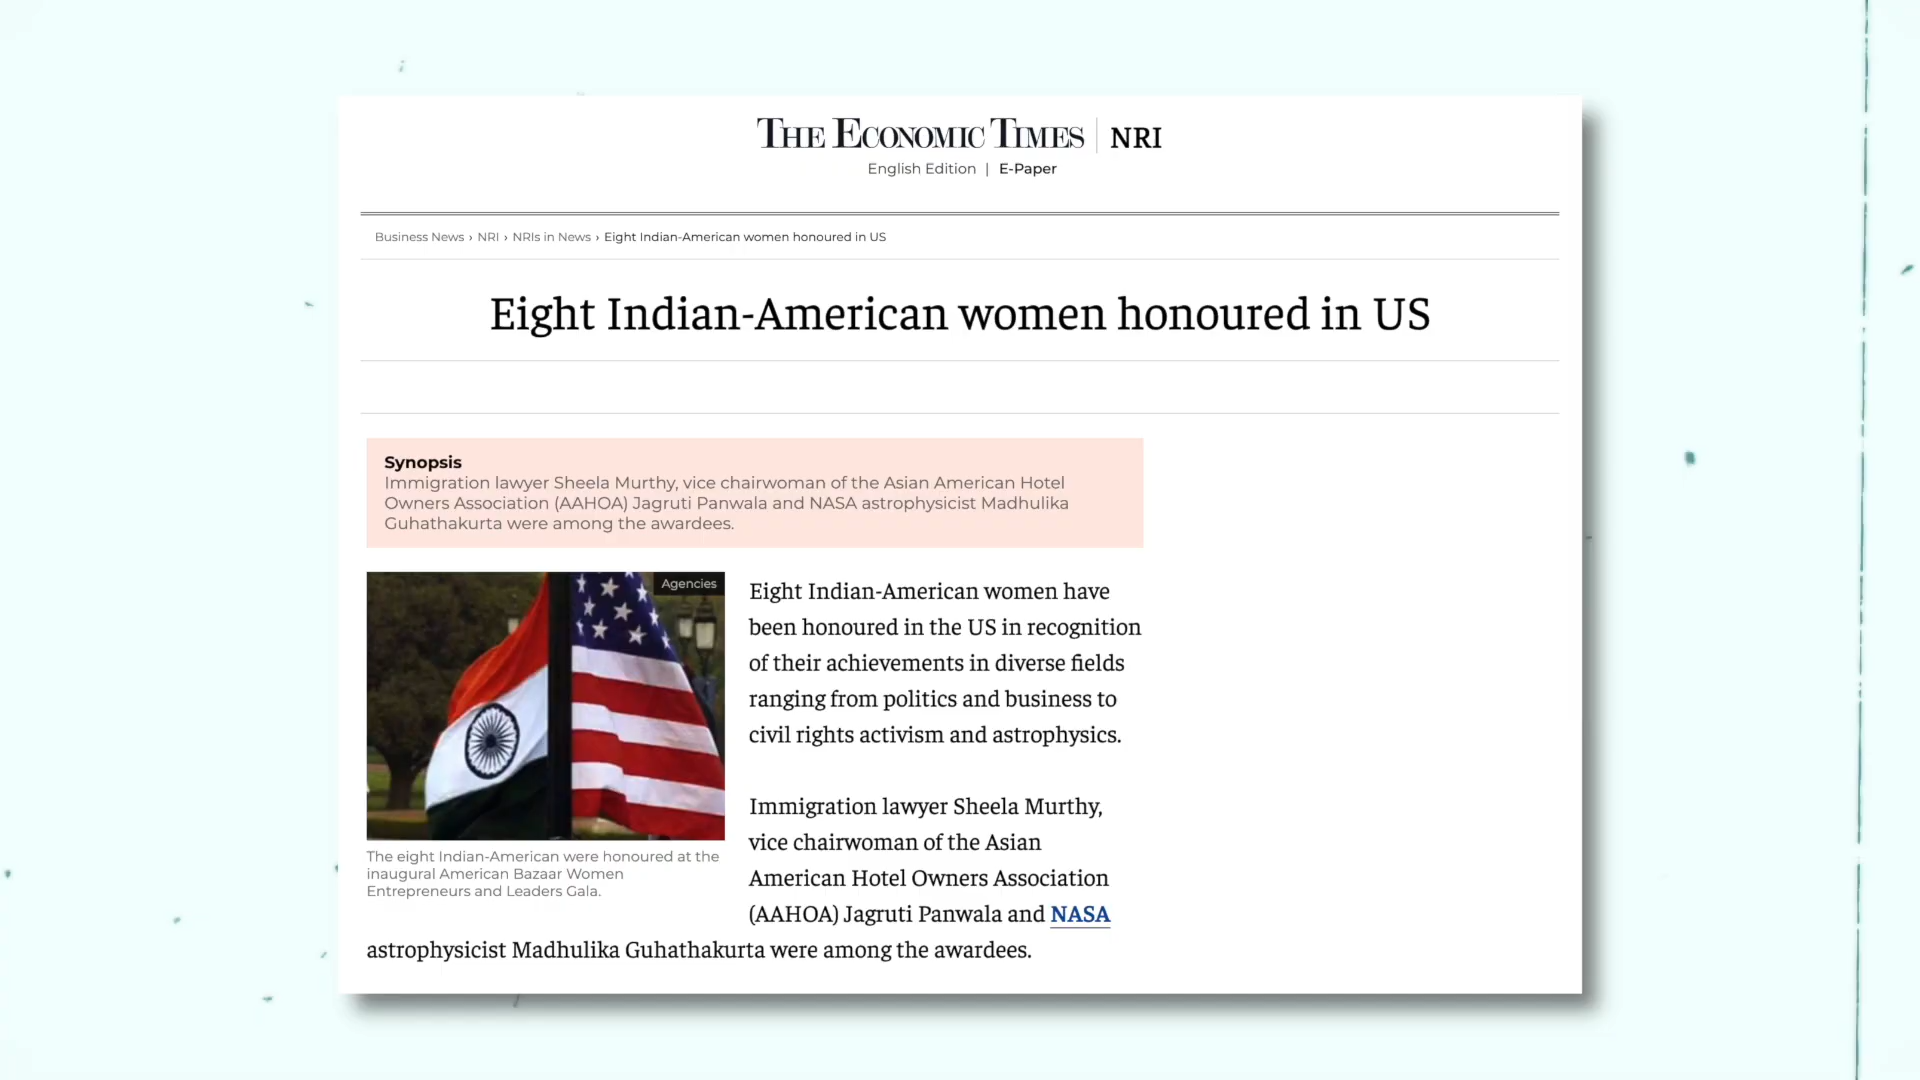 THE ECONOMIC TIMES | NRI
English Edition | E-Paper
Business News › NRI › NRIs in News › Eight Indian-American women honoured in US
Eight Indian-American women honoured in US
Synopsis
Immigration lawyer Sheela Murthy, vice chairwoman of the Asian American Hotel
Owners Association (AAHOA) Jagruti Panwala and NASA astrophysicist Madhulika
Guhathakurta were among the awardees.
Agencies
The eight Indian-American were honoured at the
inaugural American Bazaar Women
Entrepreneurs and Leaders Gala.
Eight Indian-American women have
been honoured in the US in recognition
of their achievements in diverse fields
ranging from politics and business to
civil rights activism and astrophysics.
Immigration lawyer Sheela Murthy,
vice chairwoman of the Asian
American Hotel Owners Association
(AAHOA) Jagruti Panwala and NASA
astrophysicist Madhulika Guhathakurta were among the awardees.